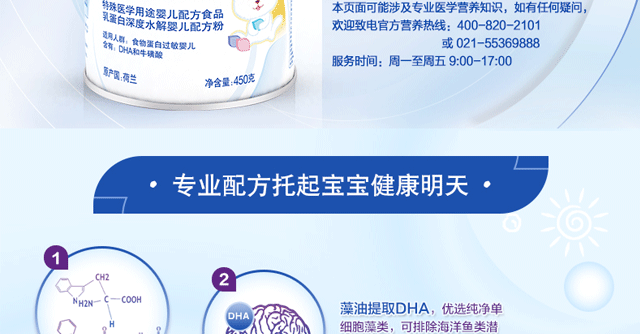 特殊医学用途婴儿配方食品
乳蛋白深度水解婴儿配方粉
适用人群：食物蛋白过敏婴儿
含有：DHA和牛磺酸
原产国：荷兰
净含量：450克
本页面可能涉及专业医学营养知识，如有任何疑问，
欢迎致电官方营养热线：400-820-2101
或 021-55369888
服务时间：周一至周五 9:00-17:00
· 专业配方托起宝宝健康明天 ·
1
CH2
N
H2N
C
COOH
H
2
DHA
藻油提取DHA，优选纯净单
细胞藻类，可排除海洋鱼类潜